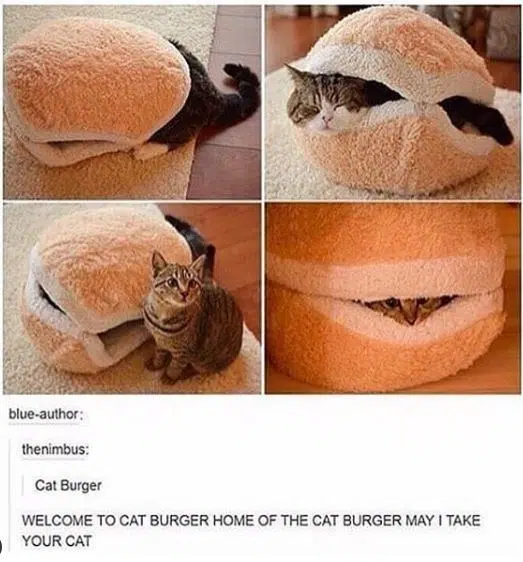 blue-author:
thenimbus:
Cat Burger
WELCOME TO CAT BURGER HOME OF THE CAT BURGER MAY I TAKE
YOUR CAT